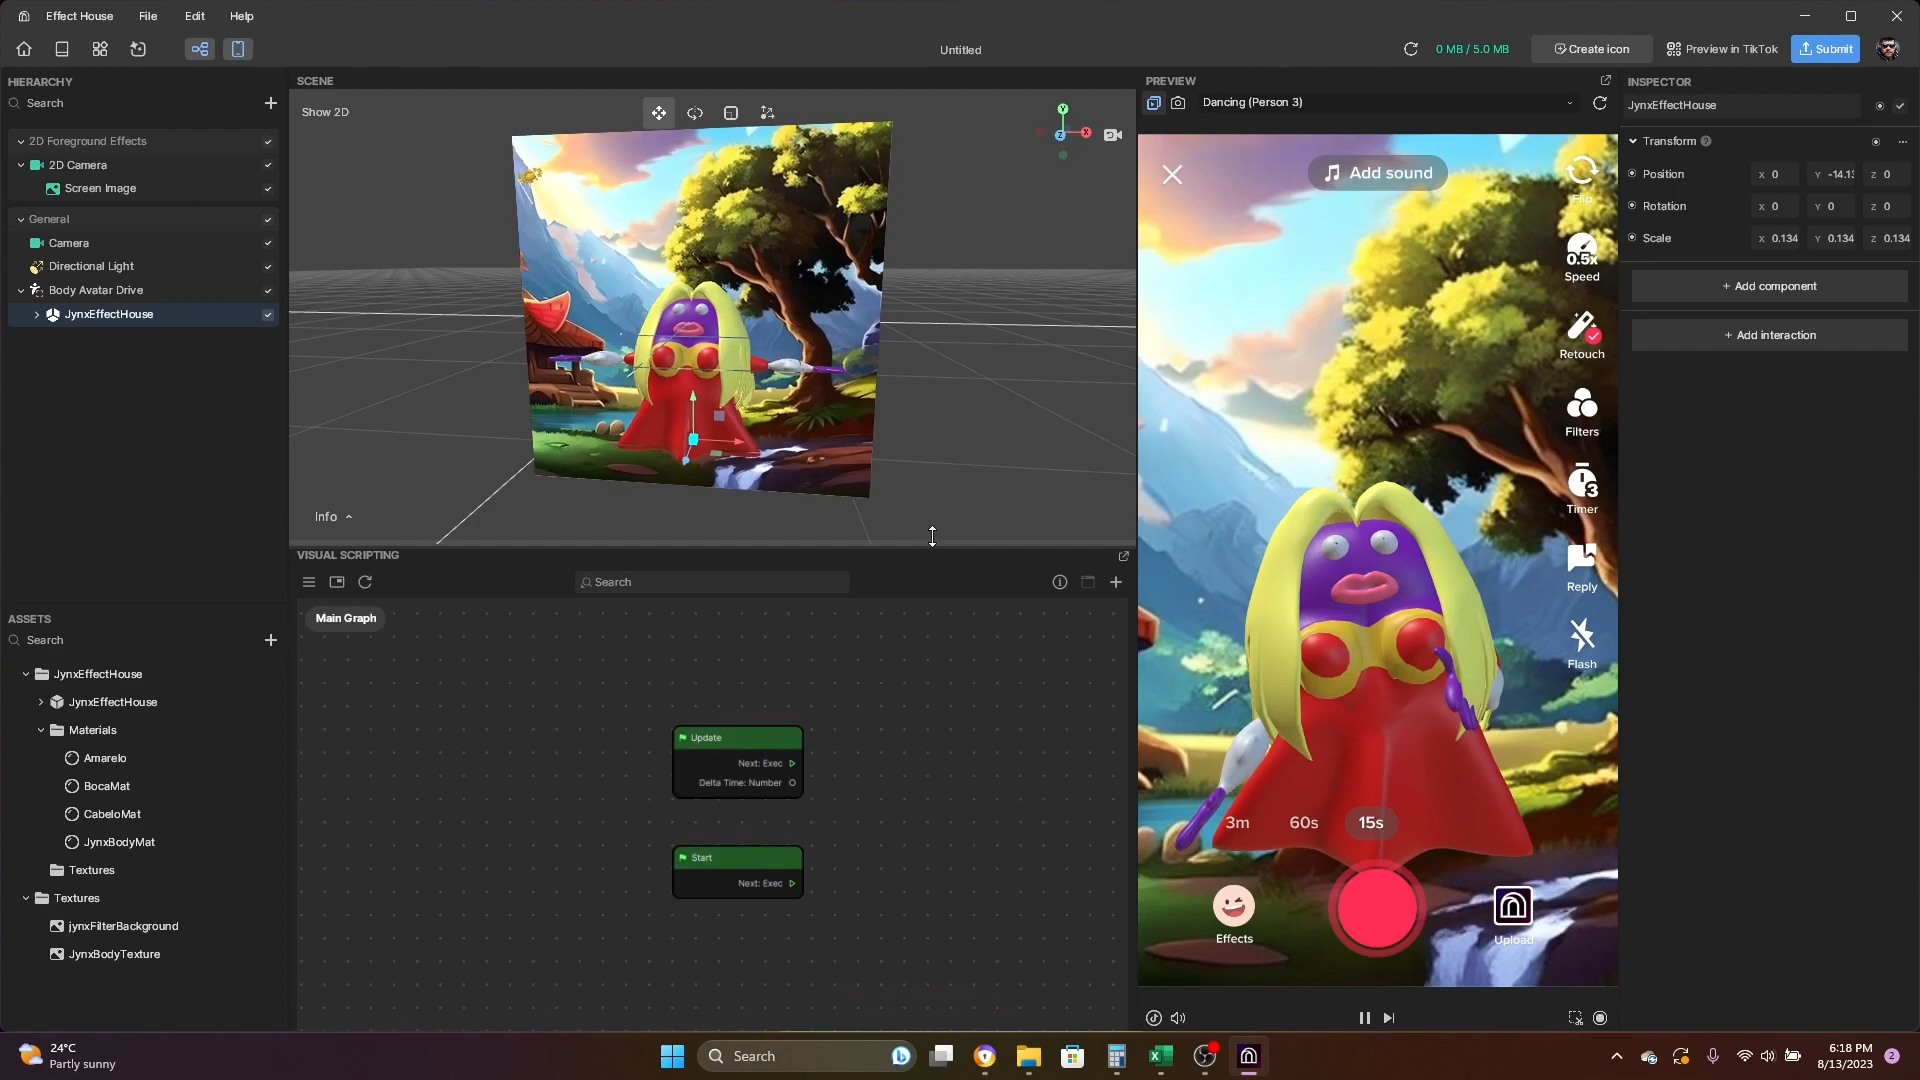 Effect House
File
Edit
Help
Untitled
0 MB / 5.0 MB
Create icon
Preview in TikTok
Submit
HIERARCHY
Search
2D Foreground Effects
2D Camera
Screen Image
General
Camera
Directional Light
Body Avatar Drive
JynxEffectHouse
SCENE
Show 2D
Y
X
Z
Info
PREVIEW
Dancing (Person 3)
Add sound
Flip
0.5x
Speed
Retouch
Filters
3
Timer
Reply
Flash
3m
60s
15s
Effects
Upload
INSPECTOR
JynxEffectHouse
Transform
Position X 0 Y -14.13 Z 0
Rotation X 0 Y 0 Z 0
Scale X 0.134 Y 0.134 Z 0.134
+ Add component
+ Add interaction
VISUAL SCRIPTING
Search
Main Graph
Update
Next: Exec
Delta Time: Number
Start
Next: Exec
ASSETS
Search
JynxEffectHouse
JynxEffectHouse
Materials
Amarelo
BocaMat
CabeloMat
JynxBodyMat
Textures
Textures
jynxFilterBackground
JynxBodyTexture
24°C
Partly sunny
Search
6:18 PM
8/13/2023
2